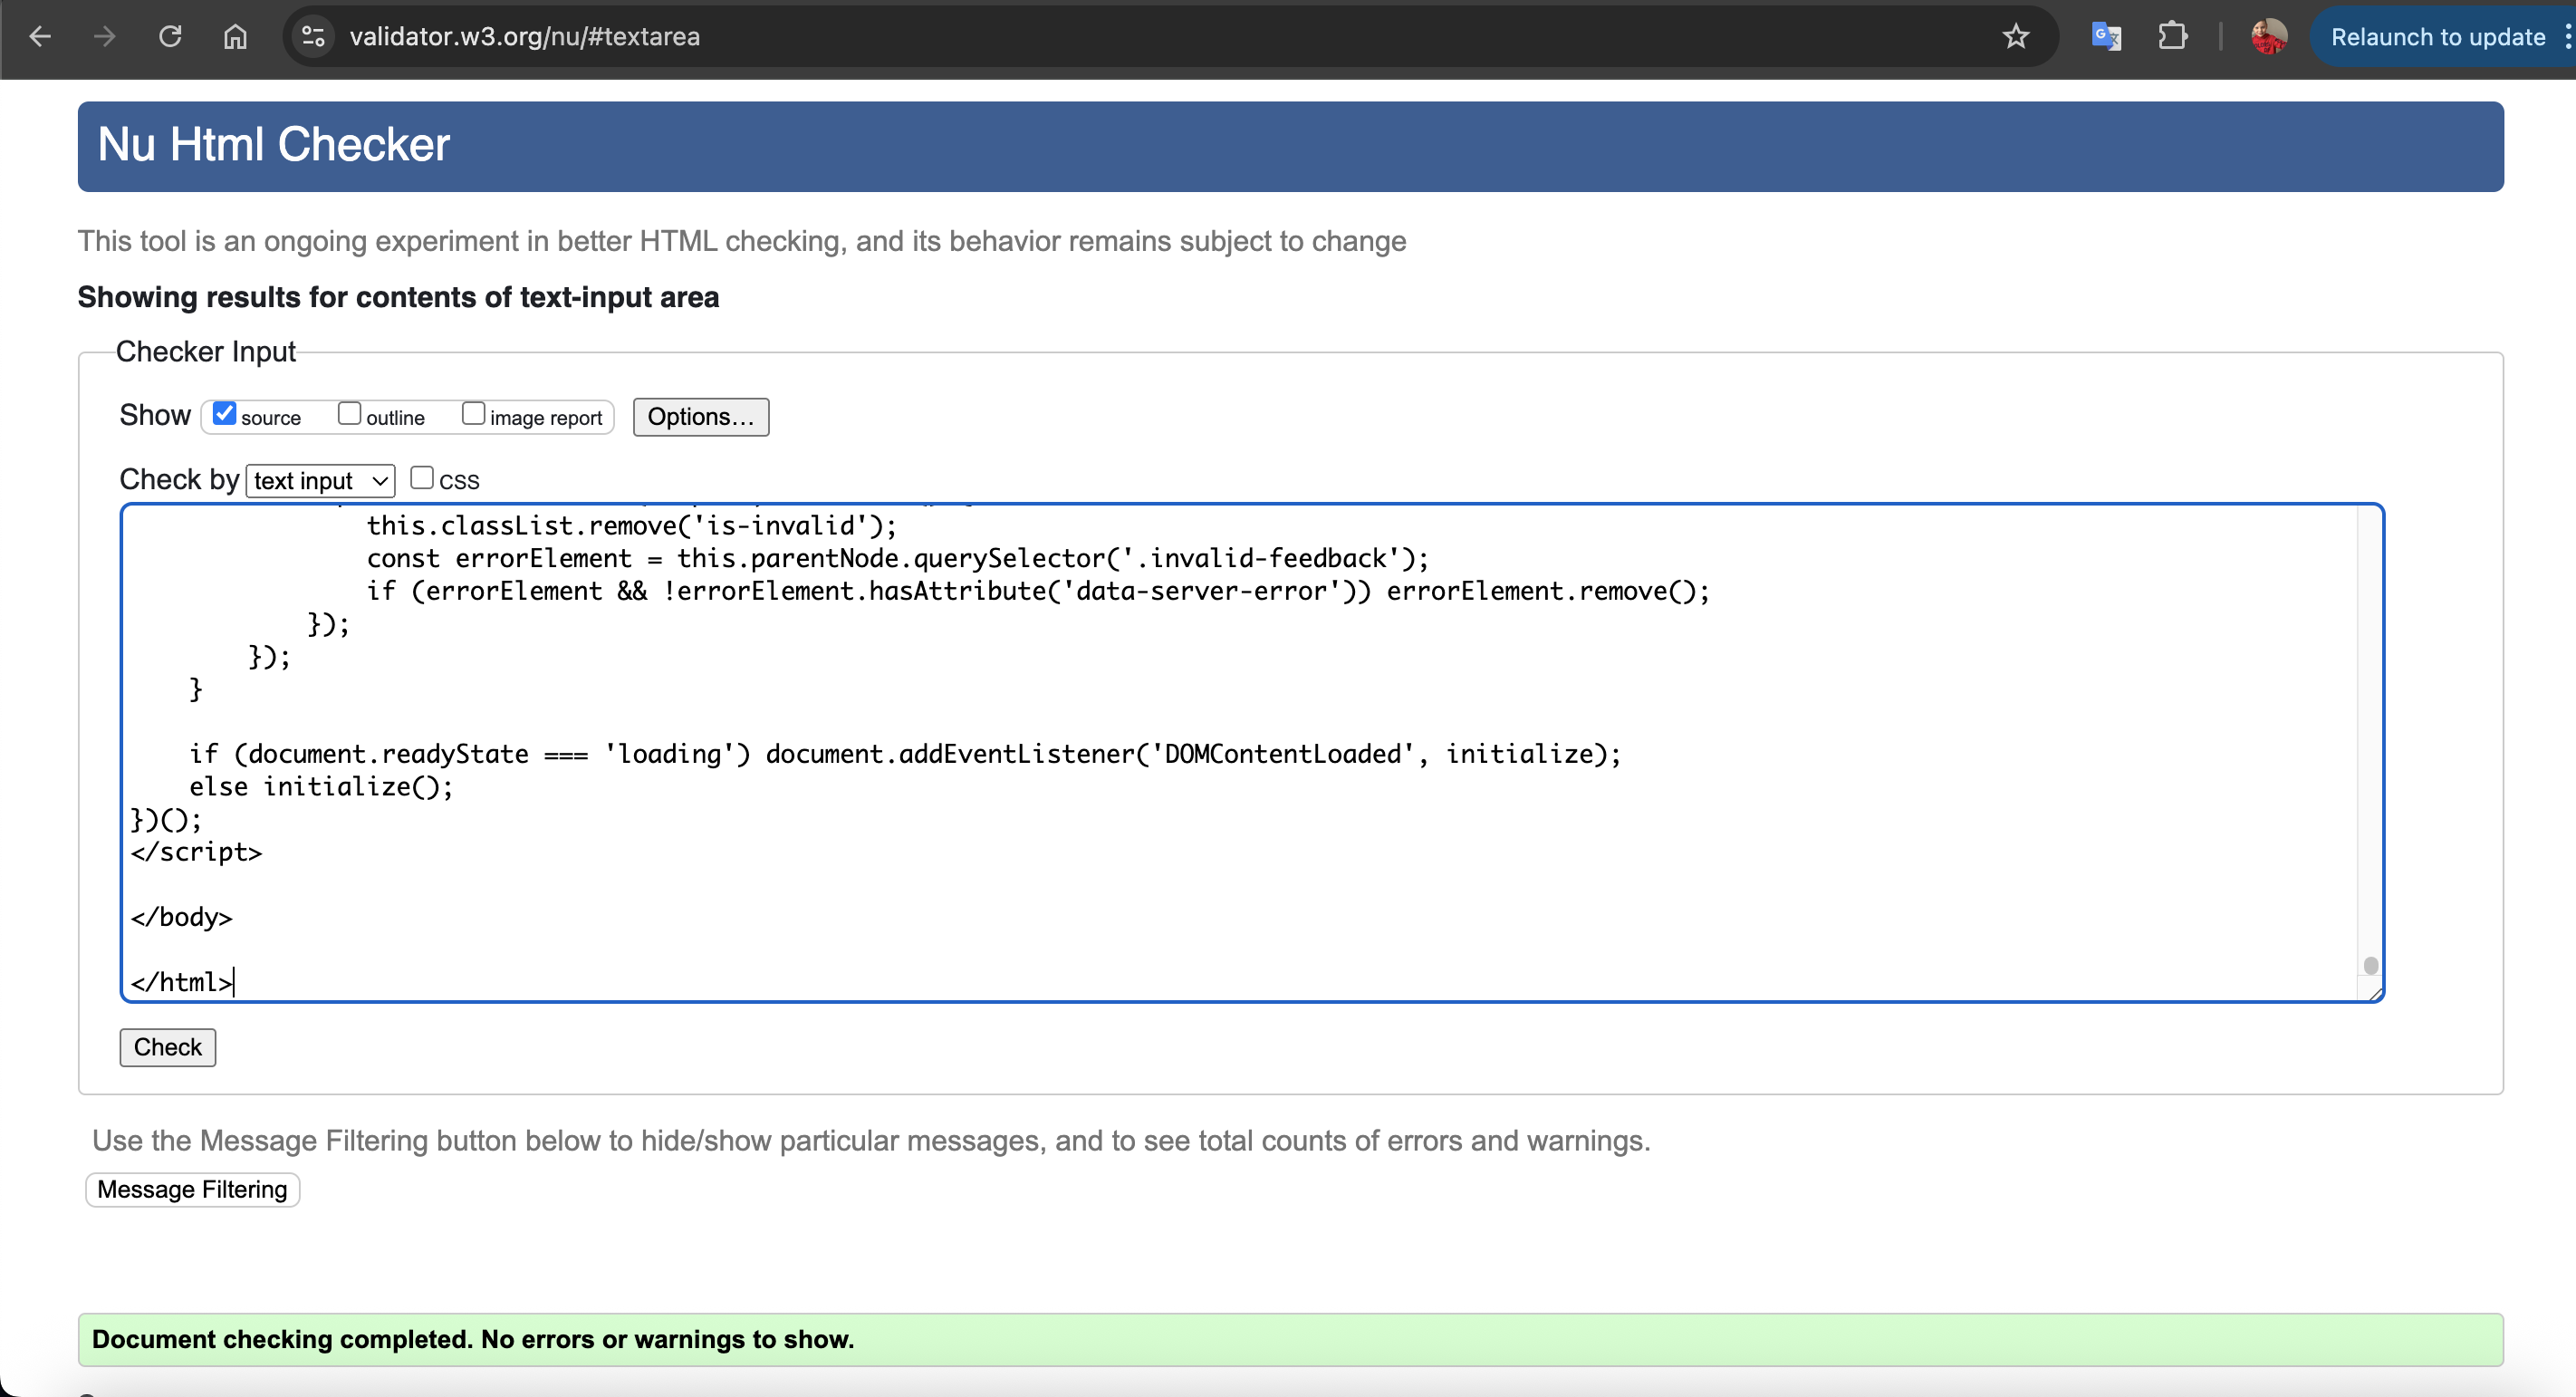 validator.w3.org/nu/#textarea
Relaunch to update
Nu Html Checker
This tool is an ongoing experiment in better HTML checking, and its behavior remains subject to change
Showing results for contents of text-input area
Checker Input
Show source outline image report Options...
Check by text input CSS
this.classList.remove('is-invalid');
const errorElement = this.parentNode.querySelector('.invalid-feedback');
if (errorElement && !errorElement.hasAttribute('data-server-error')) errorElement.remove();
});
});
}
if (document.readyState === 'loading') document.addEventListener('DOMContentLoaded', initialize);
else initialize();
})();
</script>
</body>
</html>
Check
Use the Message Filtering button below to hide/show particular messages, and to see total counts of errors and warnings.
Message Filtering
Document checking completed. No errors or warnings to show.